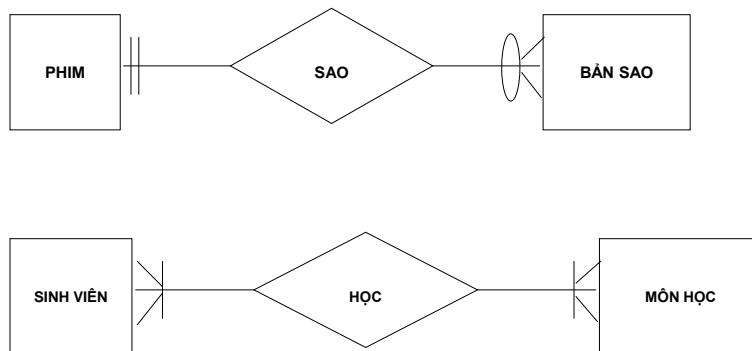 PHIM
SAO
BẢN SAO
SINH VIÊN
HỌC
MÔN HỌC